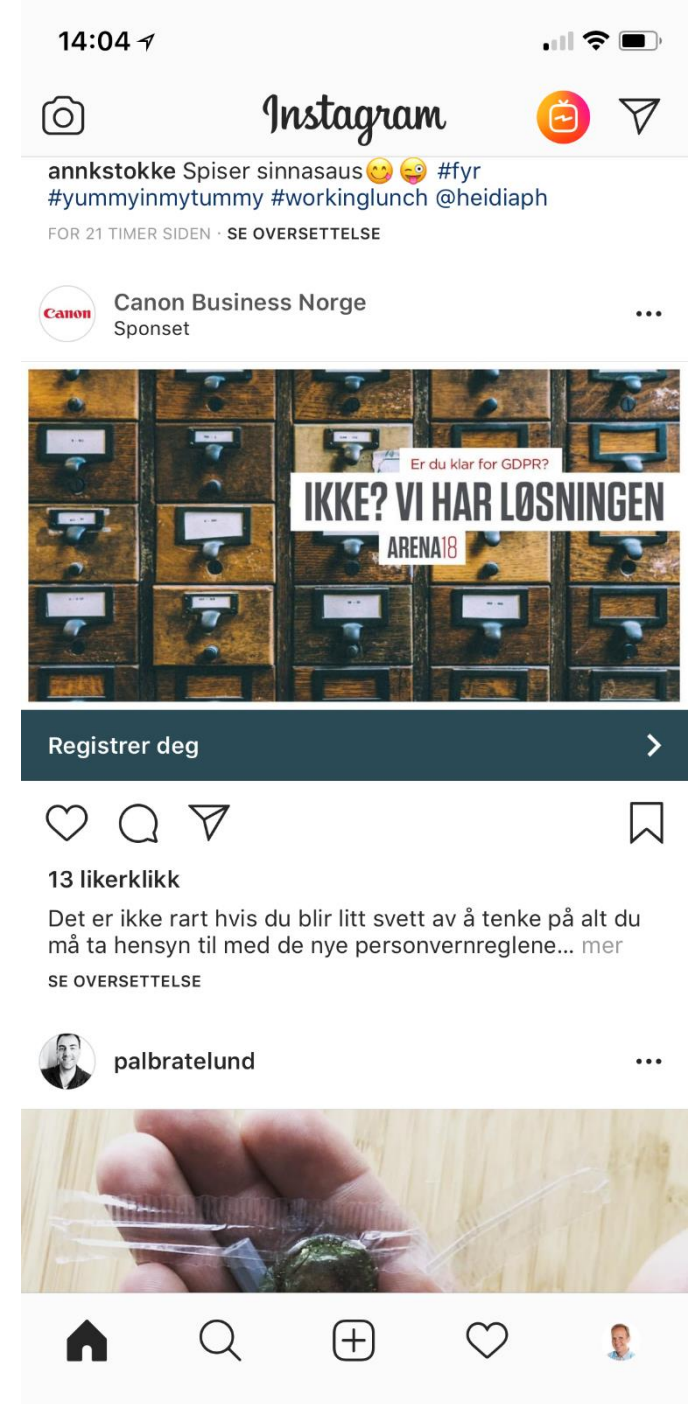 14:04
Instagram
annkstokke Spiser sinnasaus😋😜 #fyr
#yummyinmytummy #workinglunch @heidiaph
FOR 21 TIMER SIDEN · SE OVERSETTELSE
Canon
Canon Business Norge
Sponset
Er du klar for GDPR?
IKKE? VI HAR LØSNINGEN
ARENA18
Registrer deg
13 likerklikk
Det er ikke rart hvis du blir litt svett av å tenke på alt du
må ta hensyn til med de nye personvernreglene... mer
SE OVERSETTELSE
palbratelund